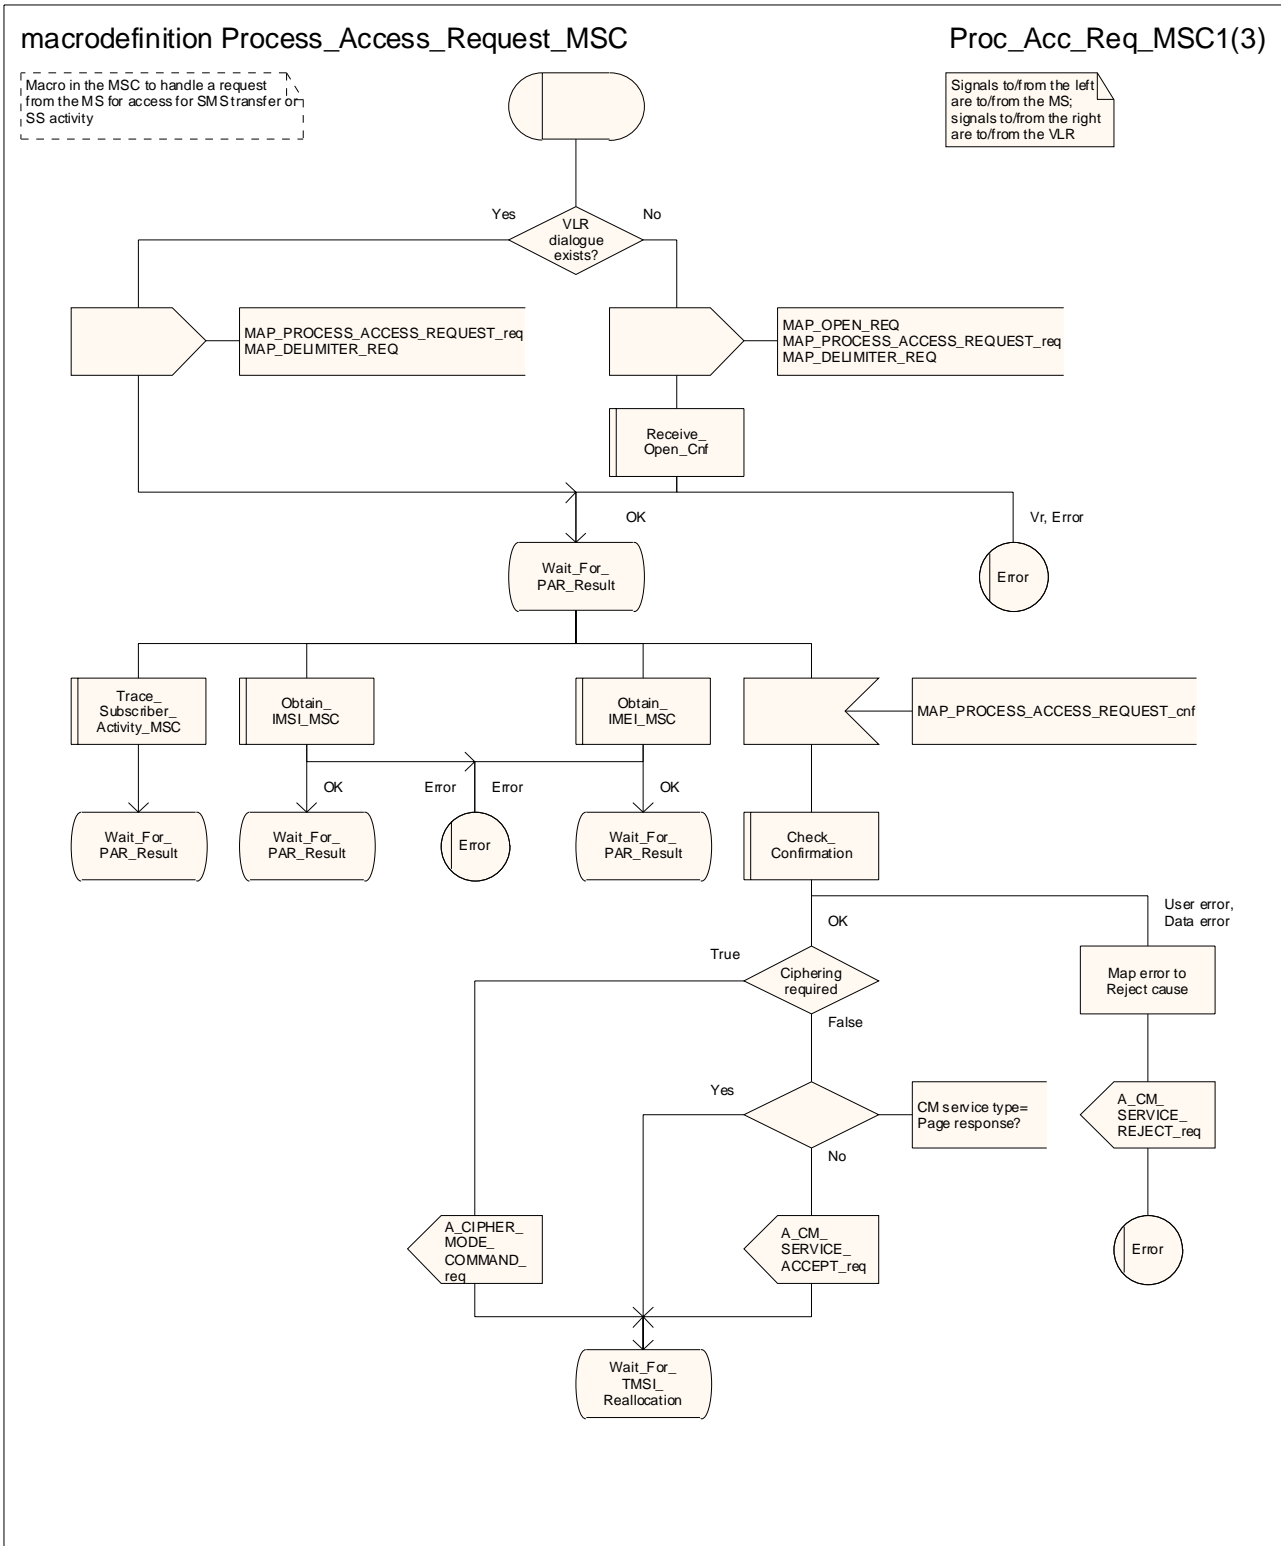 macrodefinition Process_Access_Request_MSC
Proc_Acc_Req_MSC1(3)
Macro in the MSC to handle a request
from the MS for access for SMS transfer or
SS activity
Signals to/from the left
are to/from the MS;
signals to/from the right
are to/from the VLR
Yes
No
VLR
dialogue
exists?
MAP_PROCESS_ACCESS_REQUEST_req
MAP_DELIMITER_REQ
MAP_OPEN_REQ
MAP_PROCESS_ACCESS_REQUEST_req
MAP_DELIMITER_REQ
Receive_
Open_Cnf
OK
Vr, Error
Wait_For_
PAR_Result
Error
Trace_
Subscriber_
Activity_MSC
Obtain_
IMSI_MSC
Obtain_
IMEI_MSC
MAP_PROCESS_ACCESS_REQUEST_cnf
OK
Error
Error
OK
Wait_For_
PAR_Result
Wait_For_
PAR_Result
Error
Wait_For_
PAR_Result
Check_
Confirmation
User error,
Data error
OK
True
Ciphering
required
Map error to
Reject cause
False
Yes
CM service type=
Page response?
A_CM_
SERVICE_
REJECT_req
No
A_CIPHER_
MODE_
COMMAND_
req
A_CM_
SERVICE_
ACCEPT_req
Error
Wait_For_
TMSI_
Reallocation